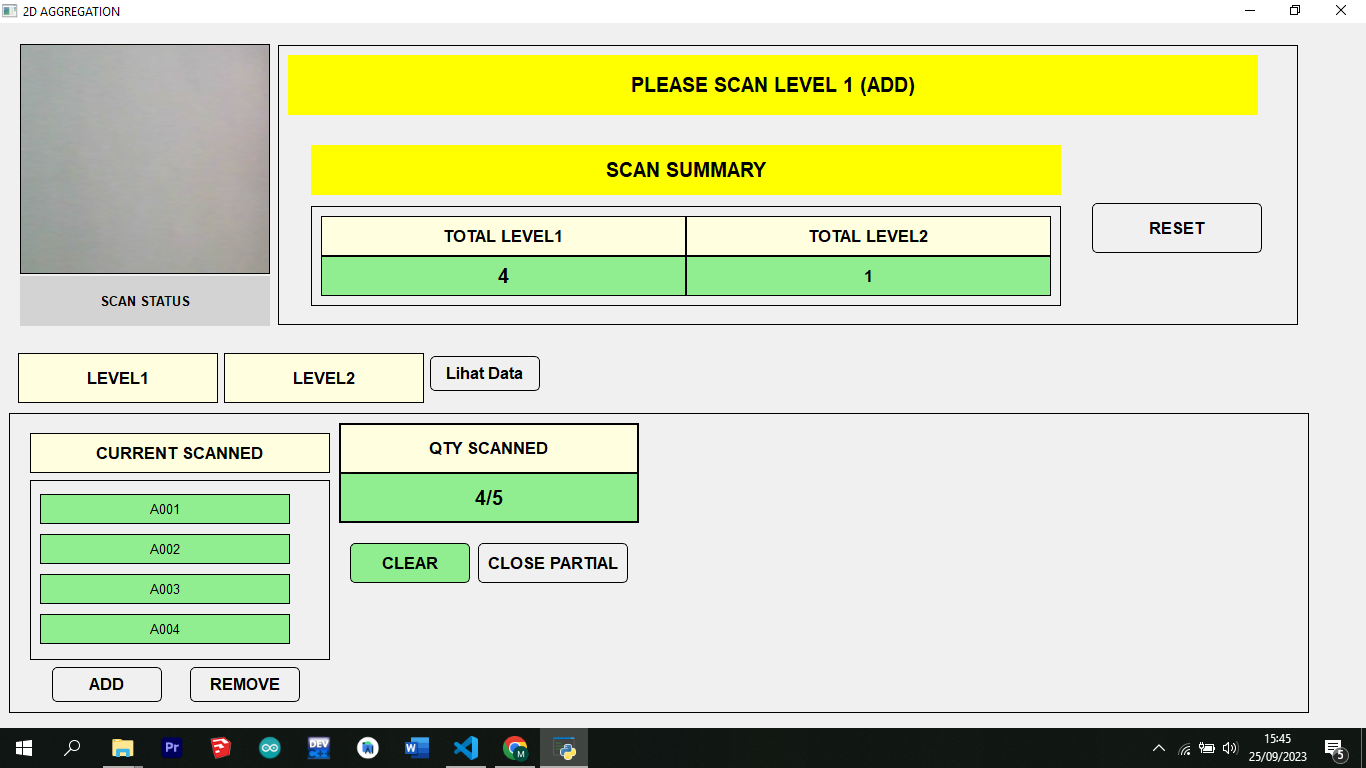 2D AGGREGATION
PLEASE SCAN LEVEL 1 (ADD)
SCAN SUMMARY
TOTAL LEVEL1 TOTAL LEVEL2
4 1
RESET
SCAN STATUS
LEVEL1 LEVEL2 Lihat Data
CURRENT SCANNED
QTY SCANNED
4/5
A001
A002
A003
A004
CLEAR CLOSE PARTIAL
ADD REMOVE
Pr
DEV
C++
W
M
15:45
25/09/2023
5